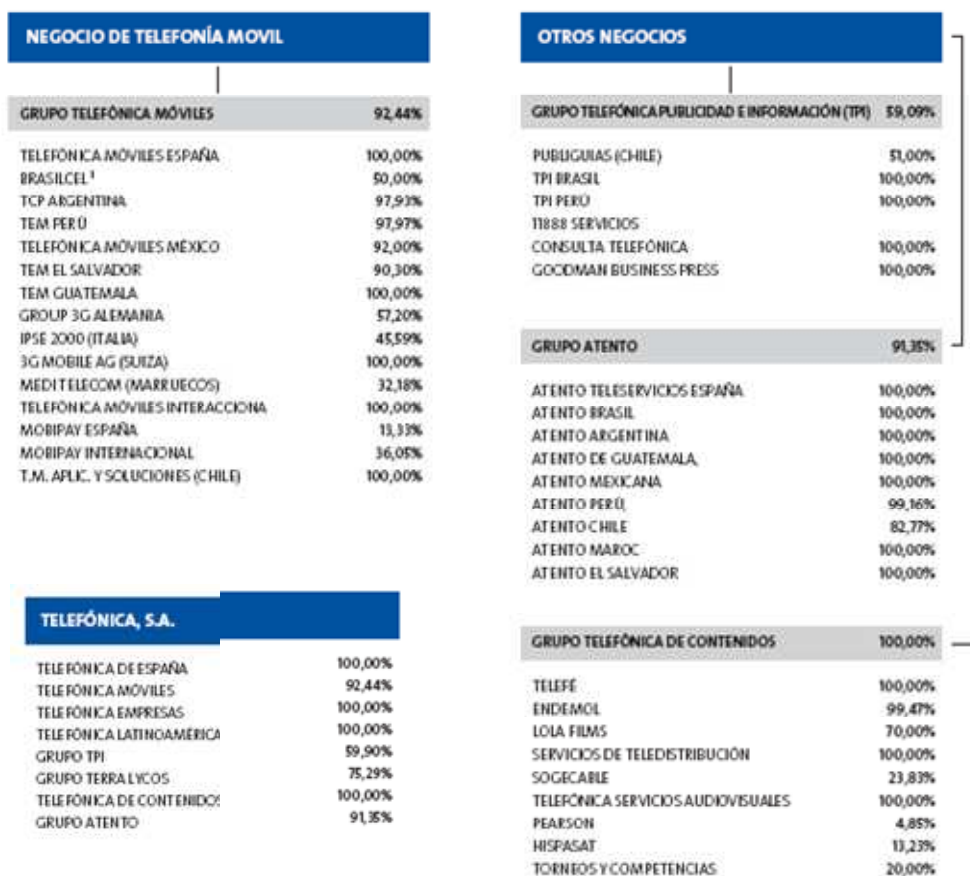 NEGOCIO DE TELEFONÍA MOVIL
GRUPO TELEFÓNICA MÓVILES 92,44%
TELEFÓNICA MÓVILES ESPAÑA 100,00%
BRASILCEL¹ 50,00%
TCP ARGENTINA 97,93%
TEM PERÚ 97,97%
TELEFÓNICA MÓVILES MÉXICO 92,00%
TEM EL SALVADOR 90,30%
TEM GUATEMALA 100,00%
GROUP 3G ALEMANIA 57,20%
IPSE 2000 (ITALIA) 45,59%
3G MOBILE AG (SUIZA) 100,00%
MEDI TELECOM (MARRUECOS) 32,18%
TELEFÓNICA MÓVILES INTERACCIONA 100,00%
MOBIPAY ESPAÑA 13,33%
MOBIPAY INTERNACIONAL 36,05%
T.M. APLIC. Y SOLUCIONES (CHILE) 100,00%
TELEFÓNICA, S.A.
TELEFÓNICA DE ESPAÑA 100,00%
TELEFÓNICA MÓVILES 92,44%
TELEFÓNICA EMPRESAS 100,00%
TELEFÓNICA LATINOAMÉRICA 100,00%
GRUPO TPI 59,90%
GRUPO TERRA LYCOS 75,29%
TELEFÓNICA DE CONTENIDOS 100,00%
GRUPO ATENTO 91,35%
OTROS NEGOCIOS
GRUPO TELEFÓNICA PUBLICIDAD E INFORMACIÓN (TPI) 59,09%
PUBLIGUIAS (CHILE) 51,00%
TPI BRASIL 100,00%
TPI PERÚ 100,00%
11888 SERVICIOS
CONSULTA TELEFÓNICA 100,00%
GOODMAN BUSINESS PRESS 100,00%
GRUPO ATENTO 91,35%
ATENTO TELESERVICIOS ESPAÑA 100,00%
ATENTO BRASIL 100,00%
ATENTO ARGENTINA 100,00%
ATENTO DE GUATEMALA, 100,00%
ATENTO MEXICANA 100,00%
ATENTO PERÚ, 99,16%
ATENTO CHILE 82,77%
ATENTO MAROC 100,00%
ATENTO EL SALVADOR 100,00%
GRUPO TELEFÓNICA DE CONTENIDOS 100,00%
TELEFÉ 100,00%
ENDEMOL 99,47%
LOLA FILMS 70,00%
SERVICIOS DE TELEDISTRIBUCIÓN 100,00%
SOGECABLE 23,83%
TELEFÓNICA SERVICIOS AUDIOVISUALES 100,00%
PEARSON 4,85%
HISPASAT 13,23%
TORNEOS Y COMPETENCIAS 20,00%